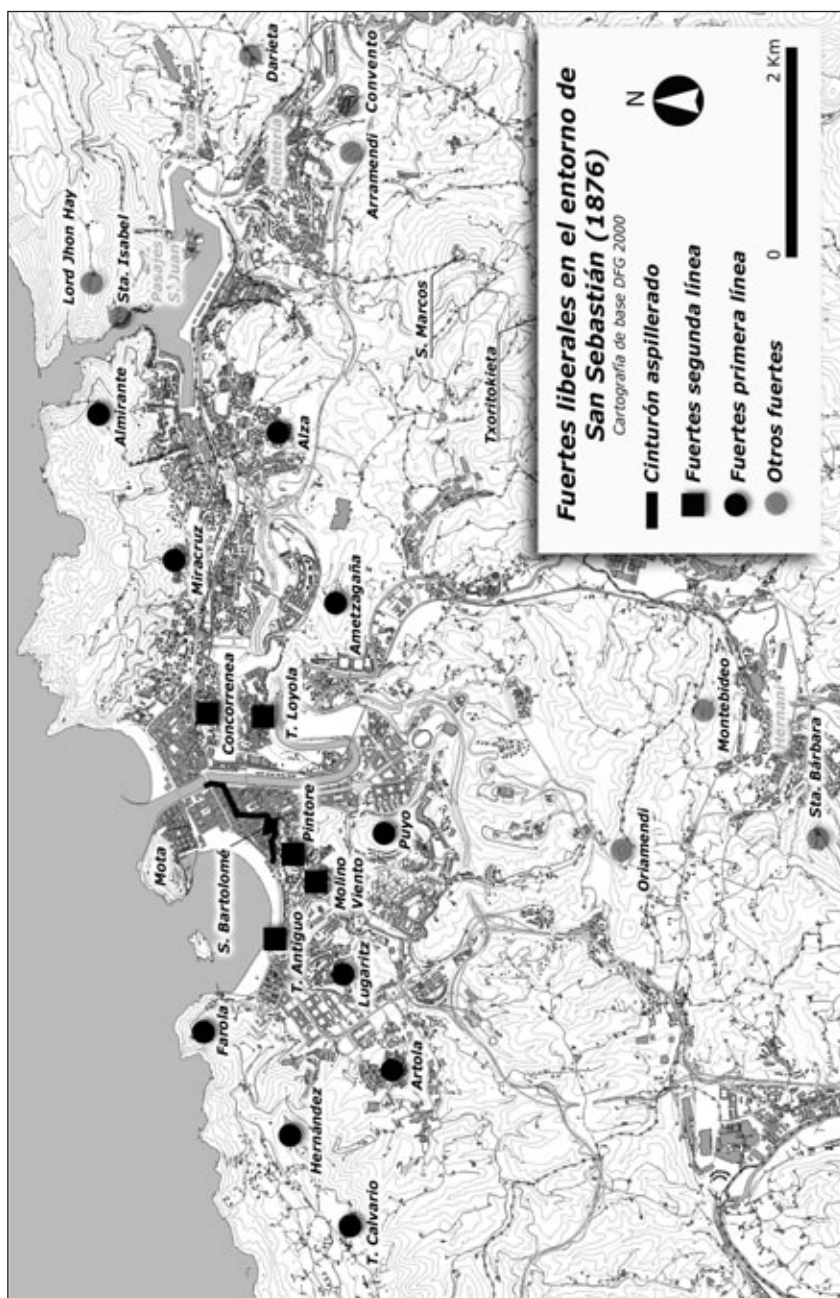 Lord Jhon Hay
Sta. Isabel
Pasajes
S. Juan
Lezo
Darieta
Rentería
Convento
Arramendi
Almirante
Alza
Miracruz
Ametzagaña
S. Marcos
Txoritokieta
Concorrenea
T. Loyola
Mota
S. Bartolomé
Pintore
Molino
Viento
Puyo
T. Antiguo
Lugaritz
Farola
Artola
Hernández
T. Calvario
Oriamendi
Montebideo
Hernani
Sta. Bárbara
Fuertes liberales en el entorno de
San Sebastián (1876)
Cartografía de base DFG 2000
Cinturón aspillerado
Fuertes segunda línea
Fuertes primera línea
Otros fuertes
N
0
2 Km